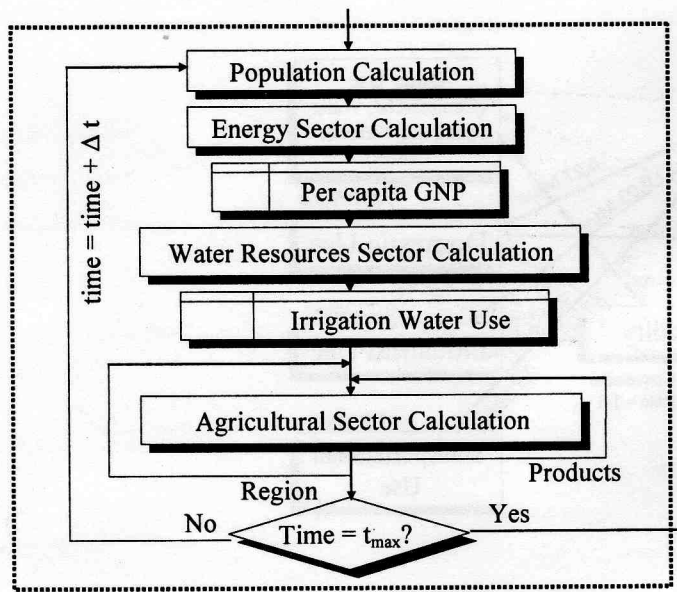 Population Calculation
Energy Sector Calculation
Per capita GNP
Water Resources Sector Calculation
Irrigation Water Use
Agricultural Sector Calculation
Products
Region
No
Time = t_max?
Yes
time = time + Δ t